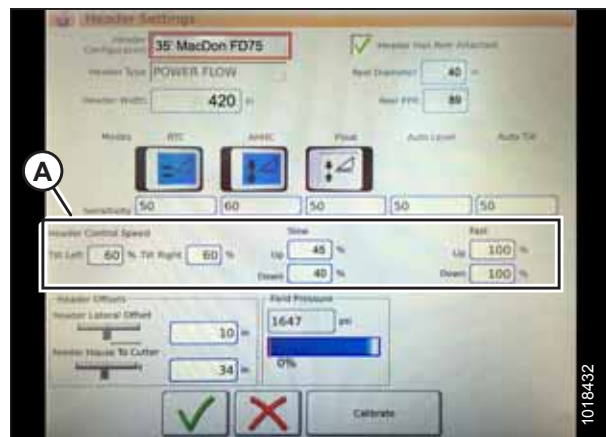 Header Settings
Header Configuration 35' MacDon FD75 Header Has Reel Attached
Header Type POWER FLOW Reel Diameter 40 in
Header Width 420 in Reel PPR 89
Modes RTC AHHC Float Auto Level Auto Tilt
Sensitivity 50 60 50 50 50
A
Header Control Speed Slow Fast
Tilt Left 60 % Tilt Right 60 % Up 45 % Up 100 %
Down 40 % Down 100 %
Header Offsets Field Pressure
Header Lateral Offset 10 in 1647 psi
Feeder House To Cutter 34 in 0%
Calibrate
1018432